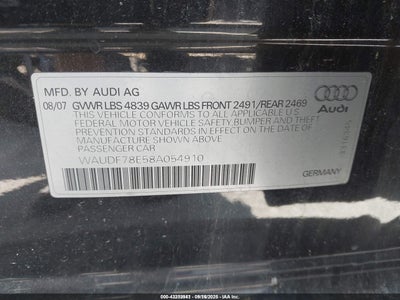 MFD. BY AUDI AG
08/07 GVWR LBS 4839 GAWR LBS FRONT 2491/REAR 2469
THIS VEHICLE CONFORMS TO ALL APPLICABLE U.S.
FEDERAL MOTOR VEHICLE SAFETY, BUMPER AND THEFT
PREVENTION STANDARDS IN EFFECT ON THE DATE OF
MANUFACTURE SHOWN ABOVE
PASSENGER CAR
WAUDF78E58A054910
Audi
GERMANY